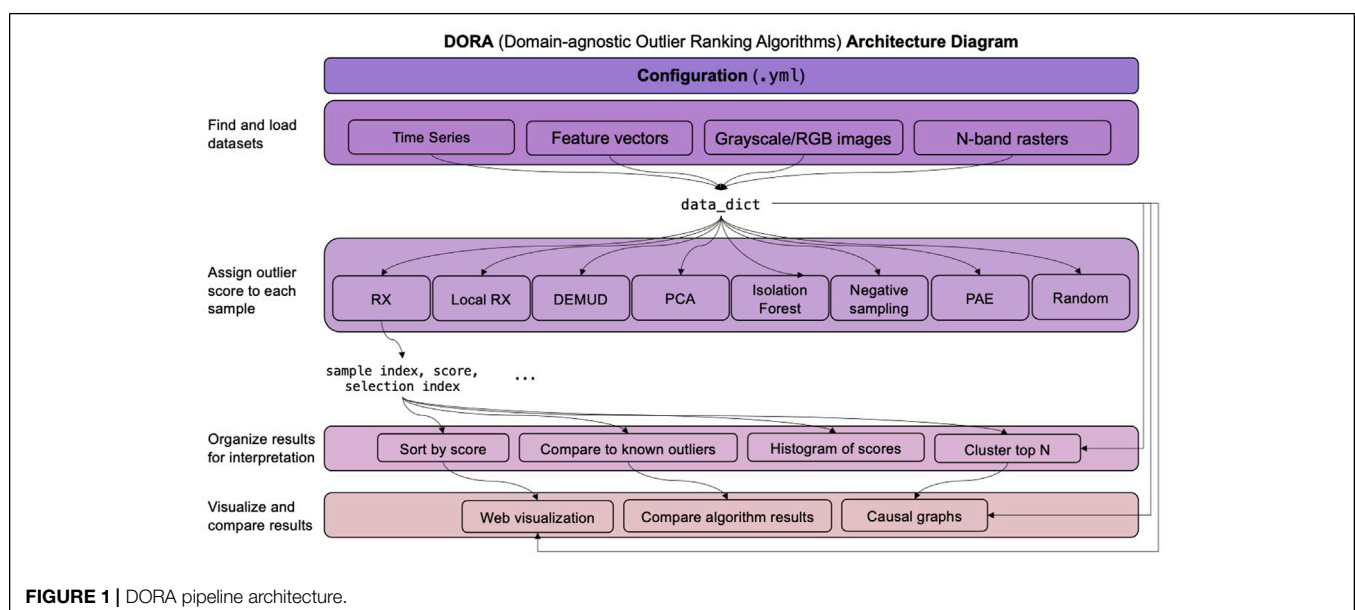 DORA (Domain-agnostic Outlier Ranking Algorithms) Architecture Diagram
Configuration (.yml)
Find and load
datasets
Time Series
Feature vectors
Grayscale/RGB images
N-band rasters
data_dict
Assign outlier
score to each
sample
RX
Local RX
DEMUD
PCA
Isolation
Forest
Negative
sampling
PAE
Random
sample index, score,
selection index
...
Organize results
for interpretation
Sort by score
Compare to known outliers
Histogram of scores
Cluster top N
Visualize and
compare results
Web visualization
Compare algorithm results
Causal graphs
FIGURE 1 | DORA pipeline architecture.